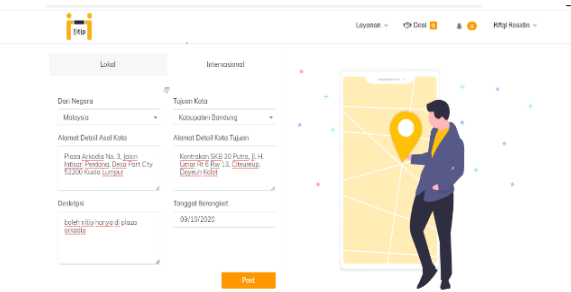 Titip
Layanan
Deal 0
0
Rifqi Rosidin
Lokal
Internasional
Dari Negara
Tujuan Kota
Malaysia
Kabupaten Bandung
Alamat Detail Asal Kota
Alamat Detail Kota Tujuan
Plaza Arkadia No. 3, Jalan
Intisari Perdana, Desa Park City
52200 Kuala Lumpur
Kontrakan SKB 20 Putra, Jl. H.
Umar Rt 6 Rw 13, Citeureup,
Dayeuh Kolot
Deskripsi
Tanggal Berangkat
boleh nitip hanya di plaza
arkadia
09/10/2020
Post